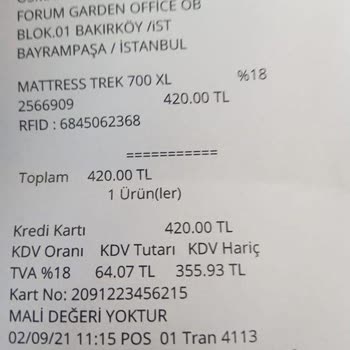 FORUM GARDEN OFFICE OB
BLOK.01 BAKIRKÖY /iST
BAYRAMPAŞA / İSTANBUL
MATTRESS TREK 700 XL %18
2566909 420.00 TL
RFID : 6845062368
===========
Toplam 420.00 TL
1 Ürün(ler)
Kredi Kartı 420.00 TL
KDV Oranı KDV Tutarı KDV Hariç
TVA %18 64.07 TL 355.93 TL
Kart No: 2091223456215
MALİ DEĞERİ YOKTUR
02/09/21 11:15 POS 01 Tran 4113